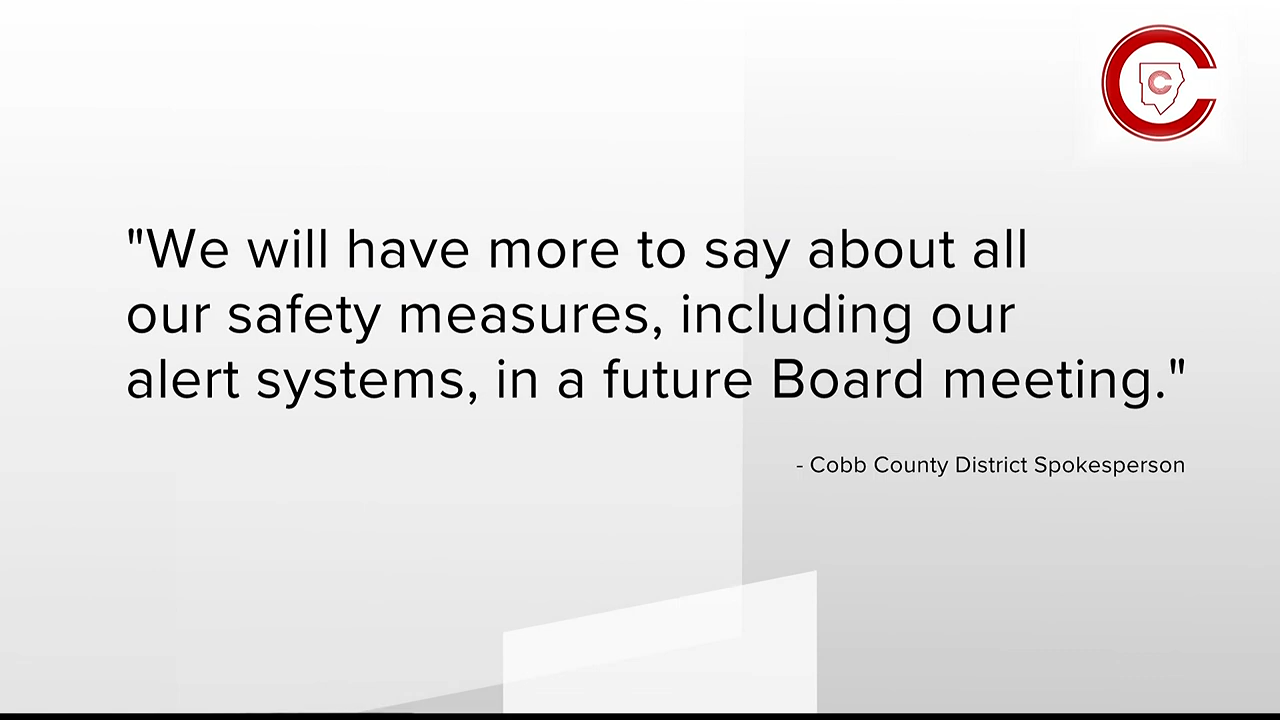 C
"We will have more to say about all
our safety measures, including our
alert systems, in a future Board meeting."
- Cobb County District Spokesperson